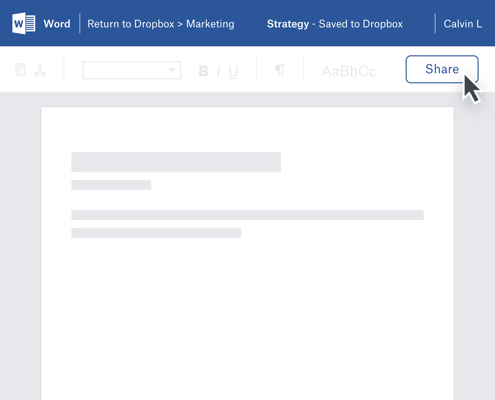 W Word Return to Dropbox > Marketing Strategy - Saved to Dropbox Calvin L
B I U ¶ AaBbCc Share